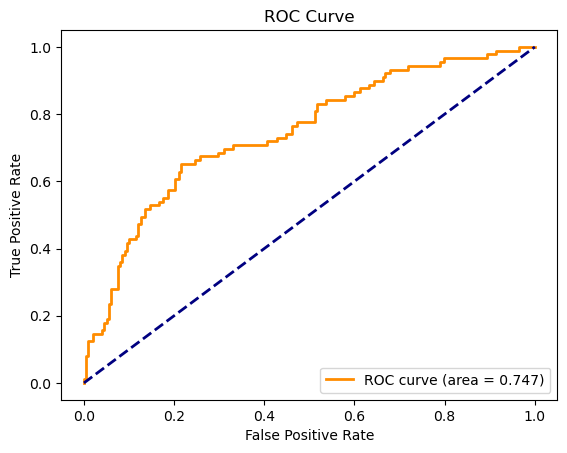 ROC Curve
1.0
0.8
0.6
0.4
0.2
0.0
True Positive Rate
0.0 0.2 0.4 0.6 0.8 1.0
False Positive Rate
ROC curve (area = 0.747)